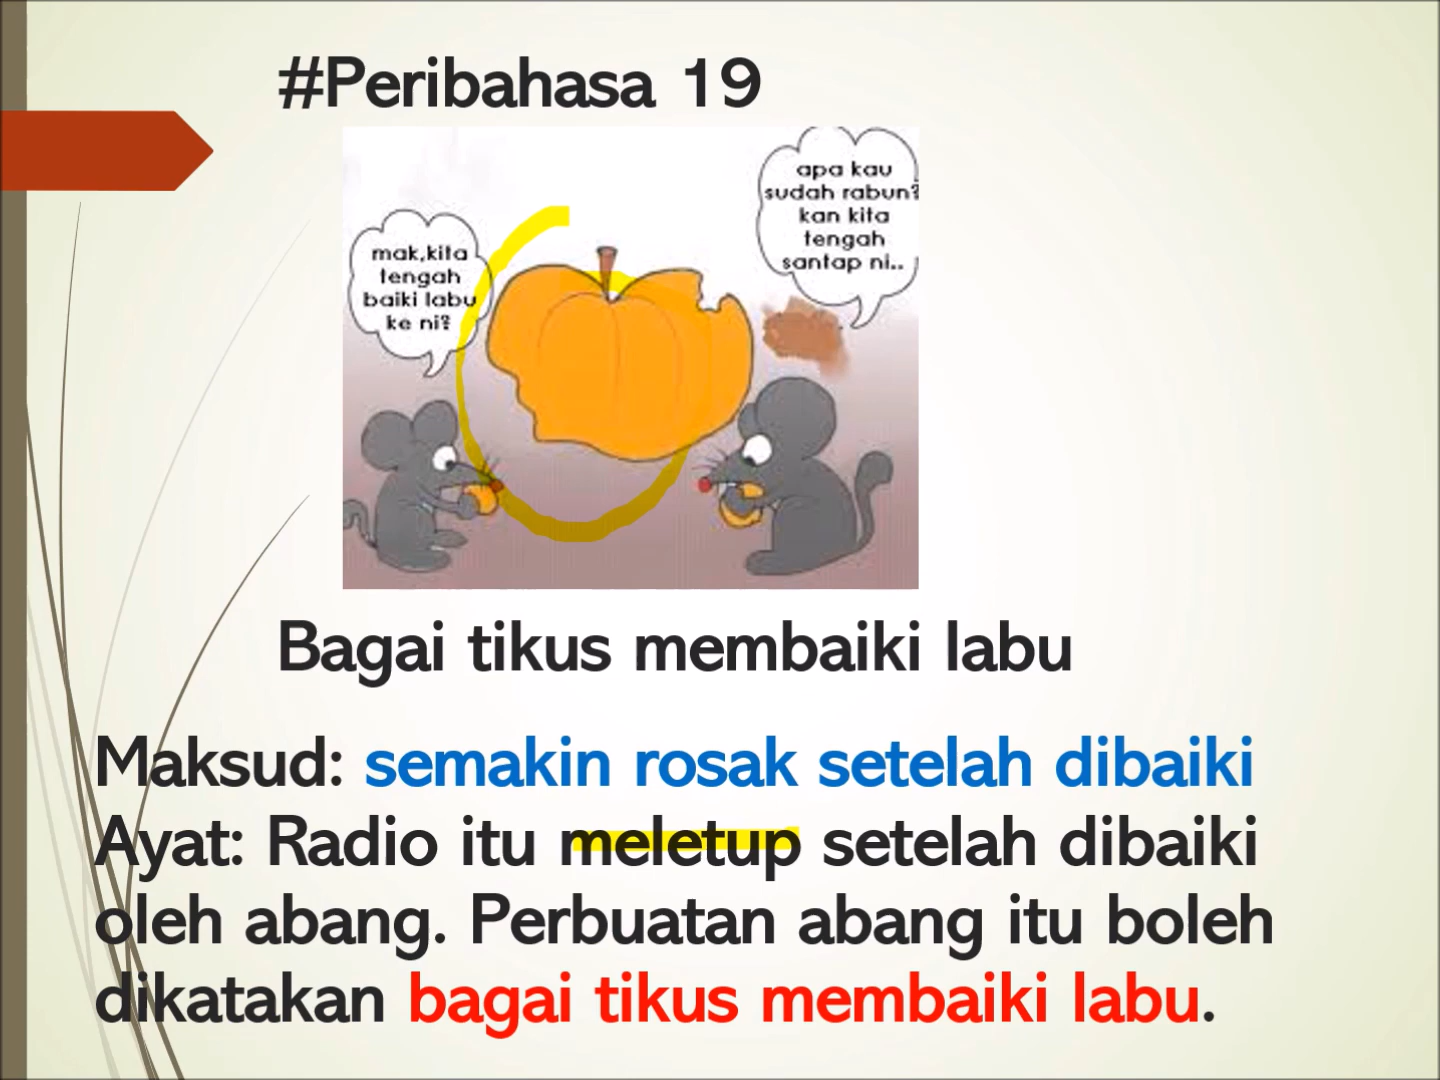 #Peribahasa 19
mak,kita
tengah
baiki labu
ke ni?
apa kau
sudah rabun?
kan kita
tengah
santap ni..
Bagai tikus membaiki labu
Maksud: semakin rosak setelah dibaiki
Ayat: Radio itu meletup setelah dibaiki
oleh abang. Perbuatan abang itu boleh
dikatakan bagai tikus membaiki labu.